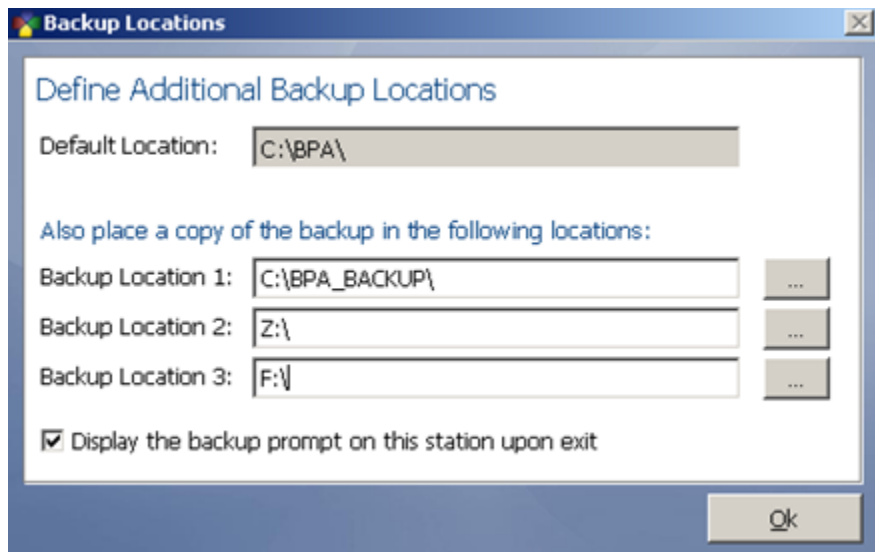 Backup Locations
Define Additional Backup Locations
Default Location: C:\BPA\
Also place a copy of the backup in the following locations:
Backup Location 1: C:\BPA_BACKUP\ ...
Backup Location 2: Z:\ ...
Backup Location 3: F:\ ...
Display the backup prompt on this station upon exit
Ok